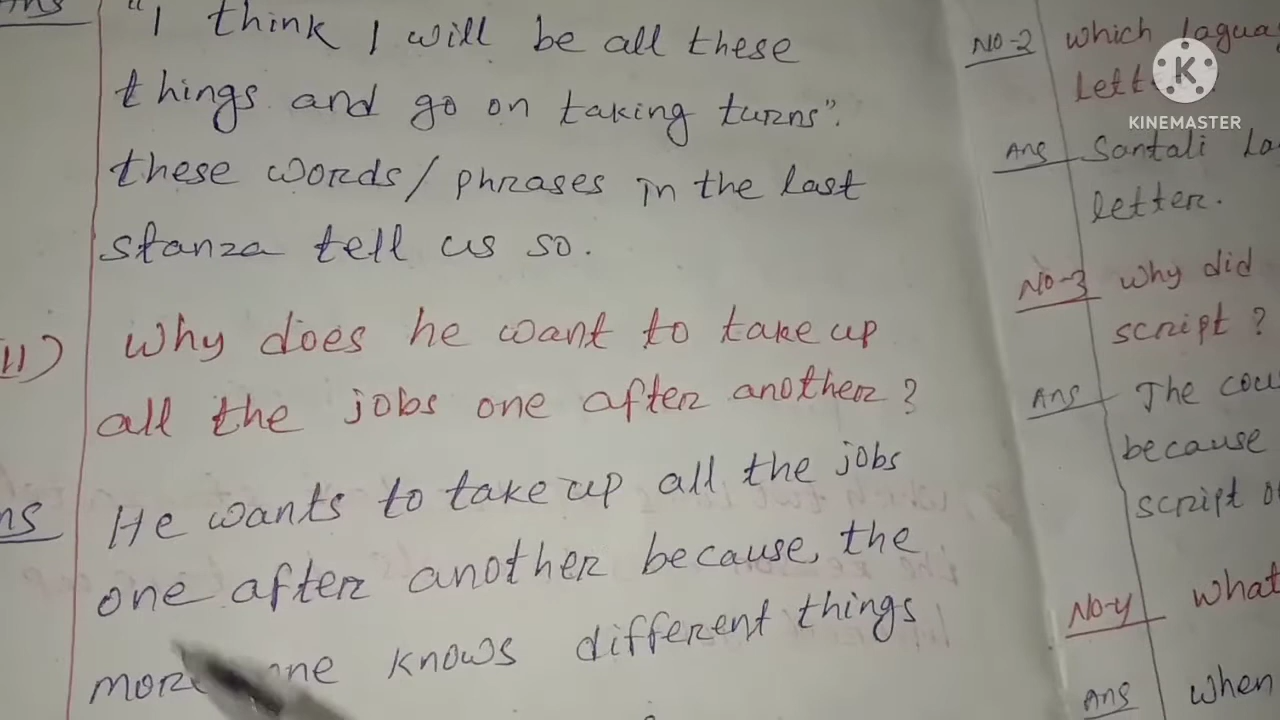 Ans
"I think I will be all these
things and go on taking turns".
these words/phrases in the last
stanza tell us so.
11) Why does he want to take up
all the jobs one after another?
He wants to take up all the jobs
one after another because, the
more one knows different things
No-2 which
Ans Santali
letter.
No-3 Why did
script?
Ans The
because
script
No-4 what
Ans when
KINEMASTER